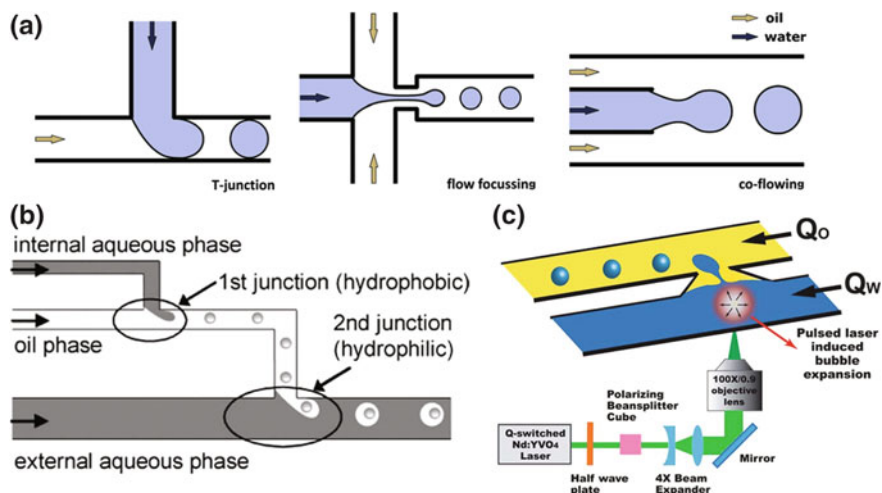 (a)
oil
water
T-junction
flow focussing
co-flowing
(b)
internal aqueous phase
1st junction (hydrophobic)
oil phase
2nd junction
(hydrophilic)
external aqueous phase
(c)
QO
QW
Pulsed laser
induced
bubble
expansion
100X/0.9
objective
lens
Polarizing
Beansplitter
Cube
Q-switched
Nd:YVO4
Laser
Half wave
plate
4X Beam
Expander
Mirror